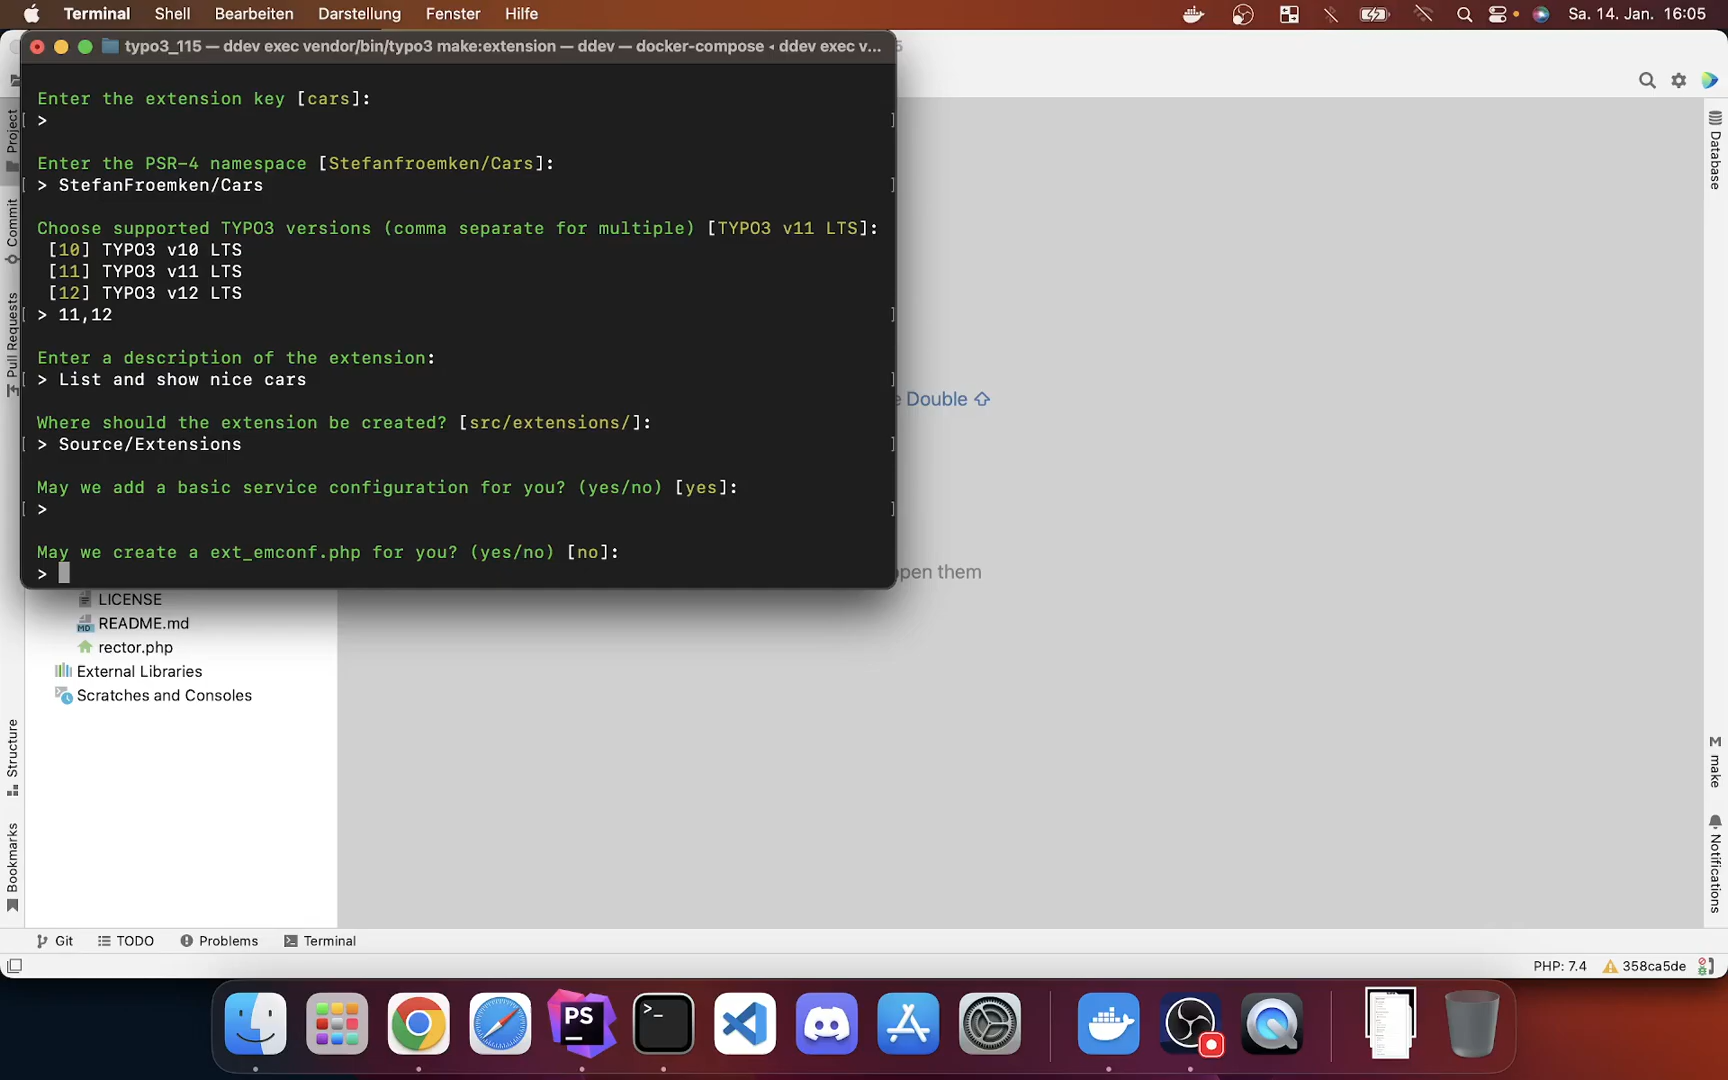 Terminal Shell Bearbeiten Darstellung Fenster Hilfe Sa. 14. Jan. 16:05
typo3_115 — ddev exec vendor/bin/typo3 make:extension — ddev — docker-compose ◂ ddev exec v...
Enter the extension key [cars]:
[ > ]
Enter the PSR-4 namespace [Stefanfroemken/Cars]:
[ > StefanFroemken/Cars ]
Choose supported TYPO3 versions (comma separate for multiple) [TYPO3 v11 LTS]:
[10] TYPO3 v10 LTS
[11] TYPO3 v11 LTS
[12] TYPO3 v12 LTS
[ > 11,12 ]
Enter a description of the extension:
[ > List and show nice cars ]
Where should the extension be created? [src/extensions/]:
[ > Source/Extensions ]
May we add a basic service configuration for you? (yes/no) [yes]:
[ > ]
May we create a ext_emconf.php for you? (yes/no) [no]:
>
Double ⇧
open them
LICENSE
MD README.md
rector.php
External Libraries
Scratches and Consoles
Project
Commit
Pull Requests
Structure
Bookmarks
Database
M make
Notifications
Git TODO Problems Terminal
PHP: 7.4 358ca5de
PS
>_